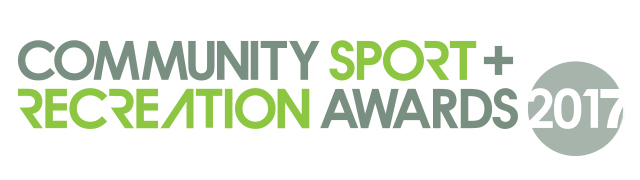 COMMUNITY SPORT +
RECREATION AWARDS 2017